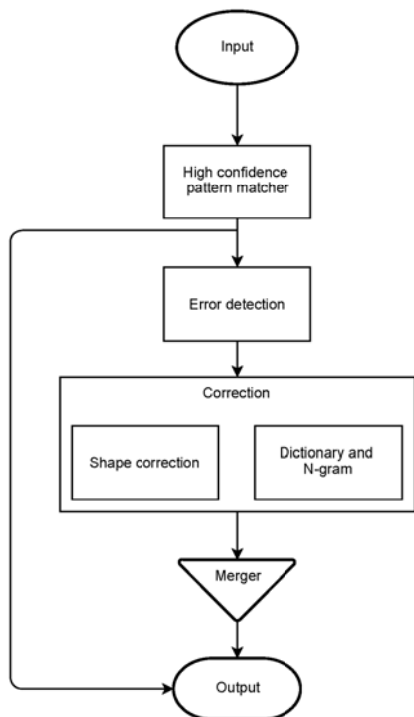 Input
High confidence
pattern matcher
Error detection
Correction
Shape correction
Dictionary and
N-gram
Merger
Output